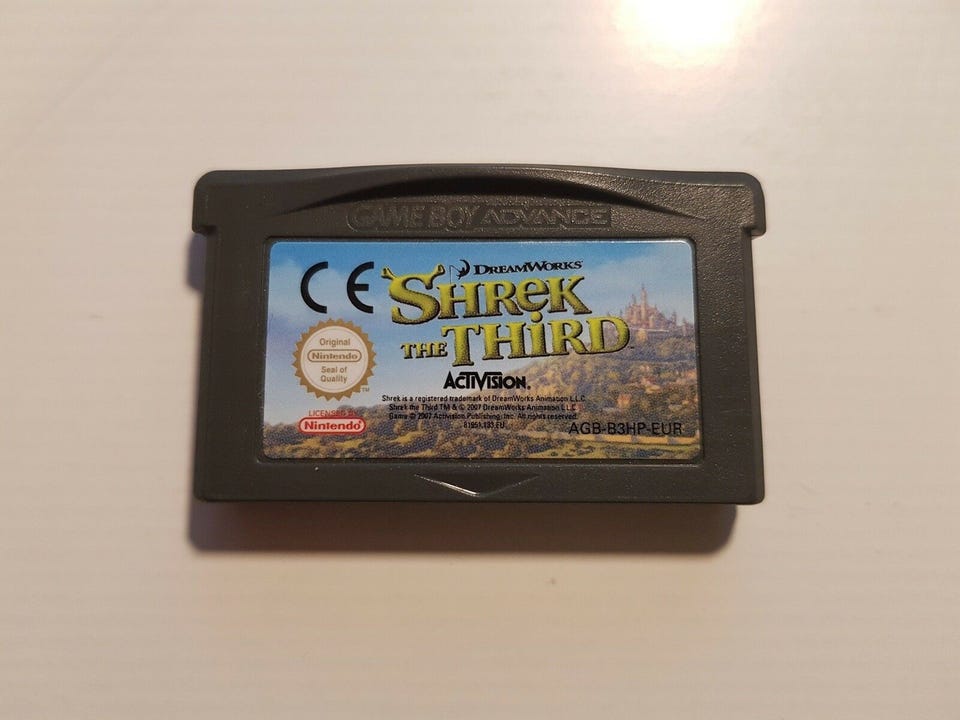 GAME BOY ADVANCE
CE
DREAMWORKS
SHREK
THE THIRD
ACTIVISION.
Original
Nintendo
Seal of
Quality
TM
LICENSED BY
Nintendo
Shrek is a registered trademark of DreamWorks Animation L.L.C.
Shrek the Third TM & © 2007 DreamWorks Animation L.L.C.
Game © 2007 Activision Publishing, Inc. All rights reserved.
AGB-B3HP-EUR